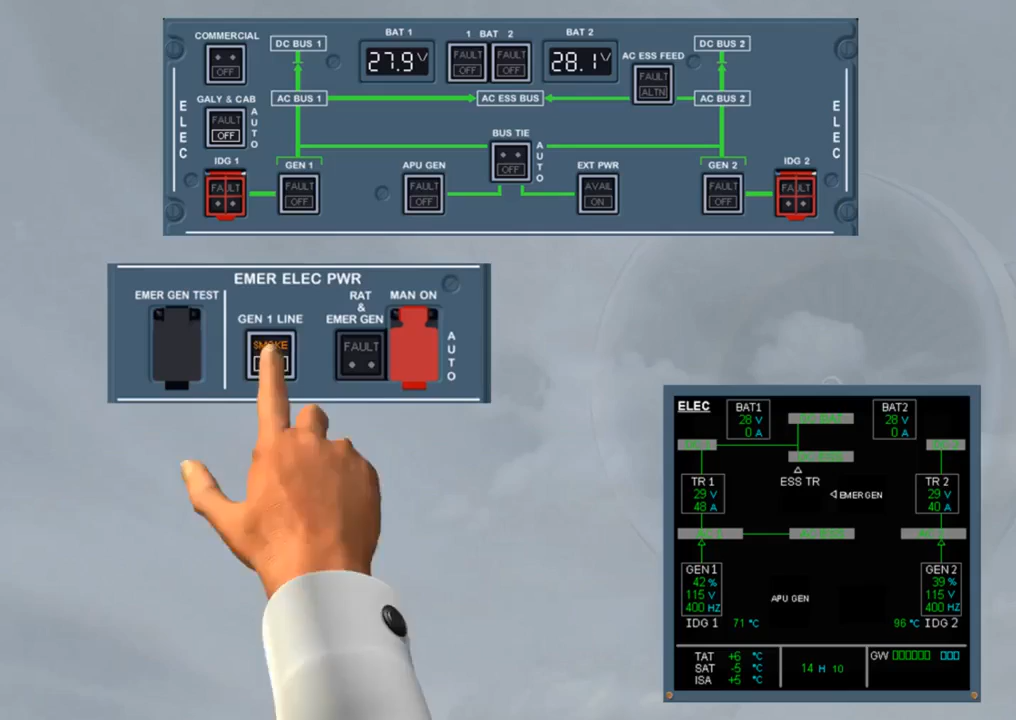 COMMERCIAL
OFF
GALY & CAB
AUTO
FAULT
OFF
DC BUS 1
BAT 1
27.9 V
1 BAT 2
FAULT
OFF
FAULT
OFF
BAT 2
28.1 V
AC ESS FEED
FAULT
ALTN
DC BUS 2
AC BUS 1
AC ESS BUS
AC BUS 2
ELEC
ELEC
BUS TIE
OFF
AUTO
IDG 1
FAULT
GEN 1
FAULT
OFF
APU GEN
FAULT
OFF
EXT PWR
AVAIL
ON
GEN 2
FAULT
OFF
IDG 2
FAULT
EMER ELEC PWR
EMER GEN TEST
GEN 1 LINE
SMOKE
RAT
&
EMER GEN
FAULT
MAN ON
AUTO
ELEC
BAT1
28 V
0 A
BAT2
28 V
0 A
TR 1
29 V
48 A
ESS TR
EMER GEN
TR 2
29 V
40 A
GEN 1
42 %
115 V
400 HZ
APU GEN
GEN 2
39 %
115 V
400 HZ
IDG 1 71 °C
96 °C IDG 2
TAT +6 °C
SAT -5 °C
ISA +5 °C
14 H 10
GW